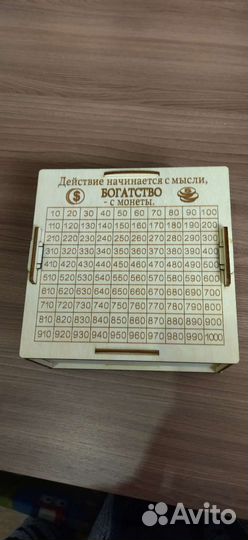 Действие начинается с мысли,
$ БОГАТСТВО
- с монеты.
10 20 30 40 50 60 70 80 90 100
110 120 130 140 150 160 170 180 190 200
210 220 230 240 250 260 270 280 290 300
310 320 330 340 350 360 370 380 390 400
410 420 430 440 450 460 470 480 490 500
510 520 530 540 550 560 570 580 590 600
610 620 630 640 650 660 670 680 690 700
710 720 730 740 750 760 770 780 790 800
810 820 830 840 850 860 870 880 890 900
910 920 930 940 950 960 970 980 990 1000
Avito